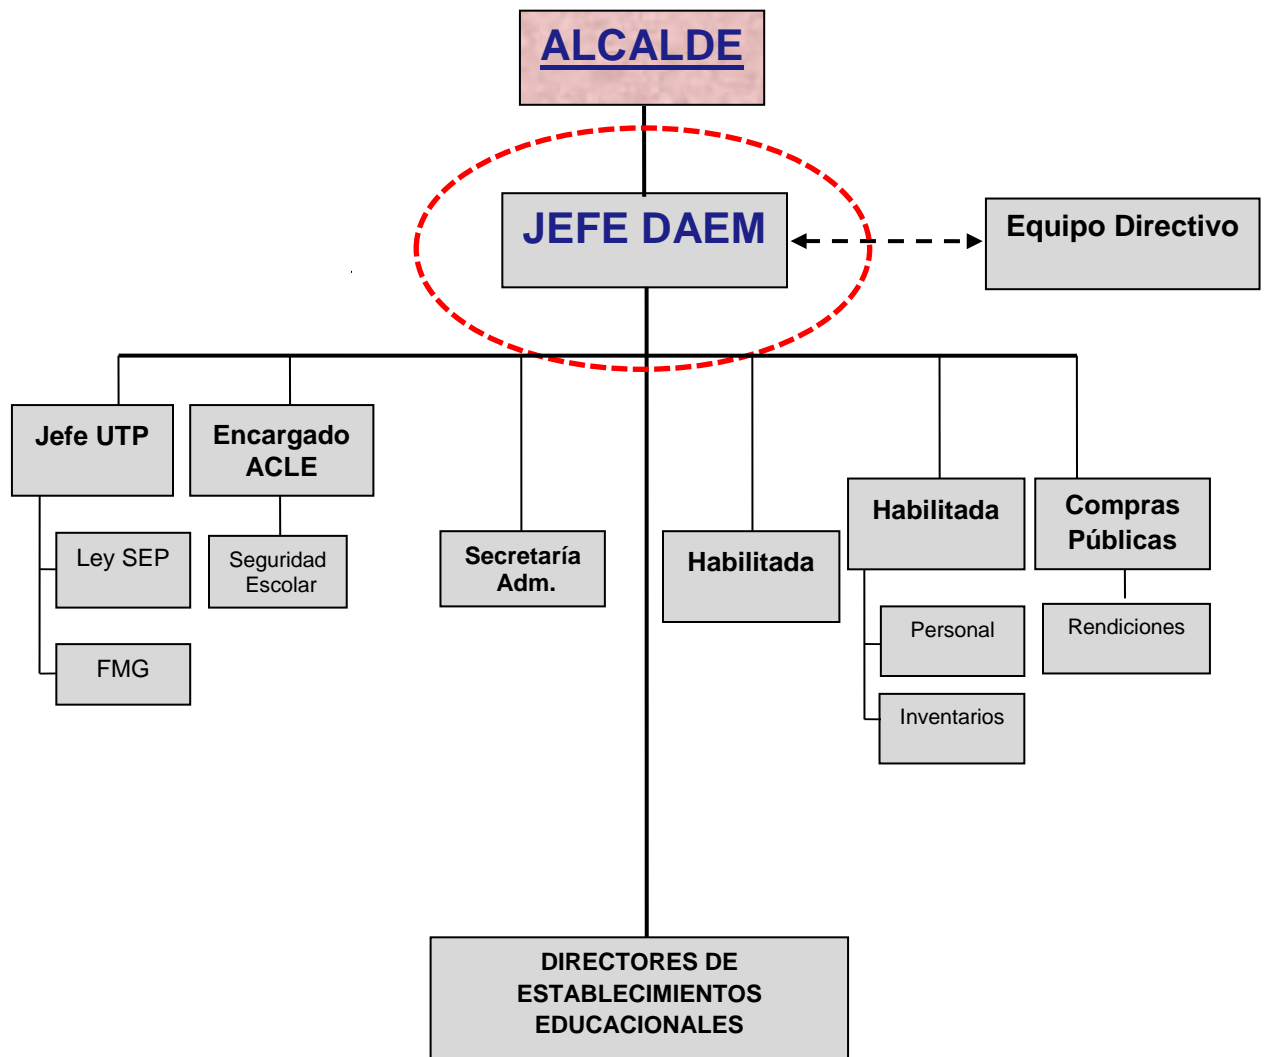 ALCALDE
JEFE DAEM
Equipo Directivo
Jefe UTP
Encargado
ACLE
Ley SEP
FMG
Seguridad
Escolar
Secretaría
Adm.
Habilitada
Habilitada
Personal
Inventarios
Compras
Públicas
Rendiciones
DIRECTORES DE
ESTABLECIMIENTOS
EDUCACIONALES